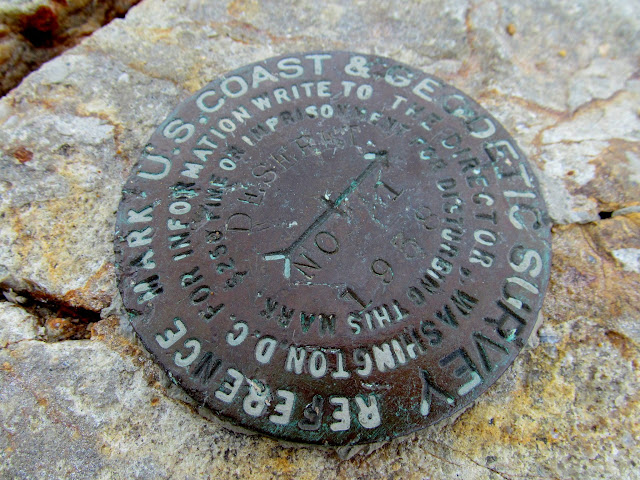 U.S. COAST & GEODETIC SURVEY
REFERENCE MARK
FOR INFORMATION WRITE TO THE DIRECTOR, WASHINGTON D.C.
$250 FINE OR IMPRISONMENT FOR DISTURBING THIS MARK.
DESERET
NO 1